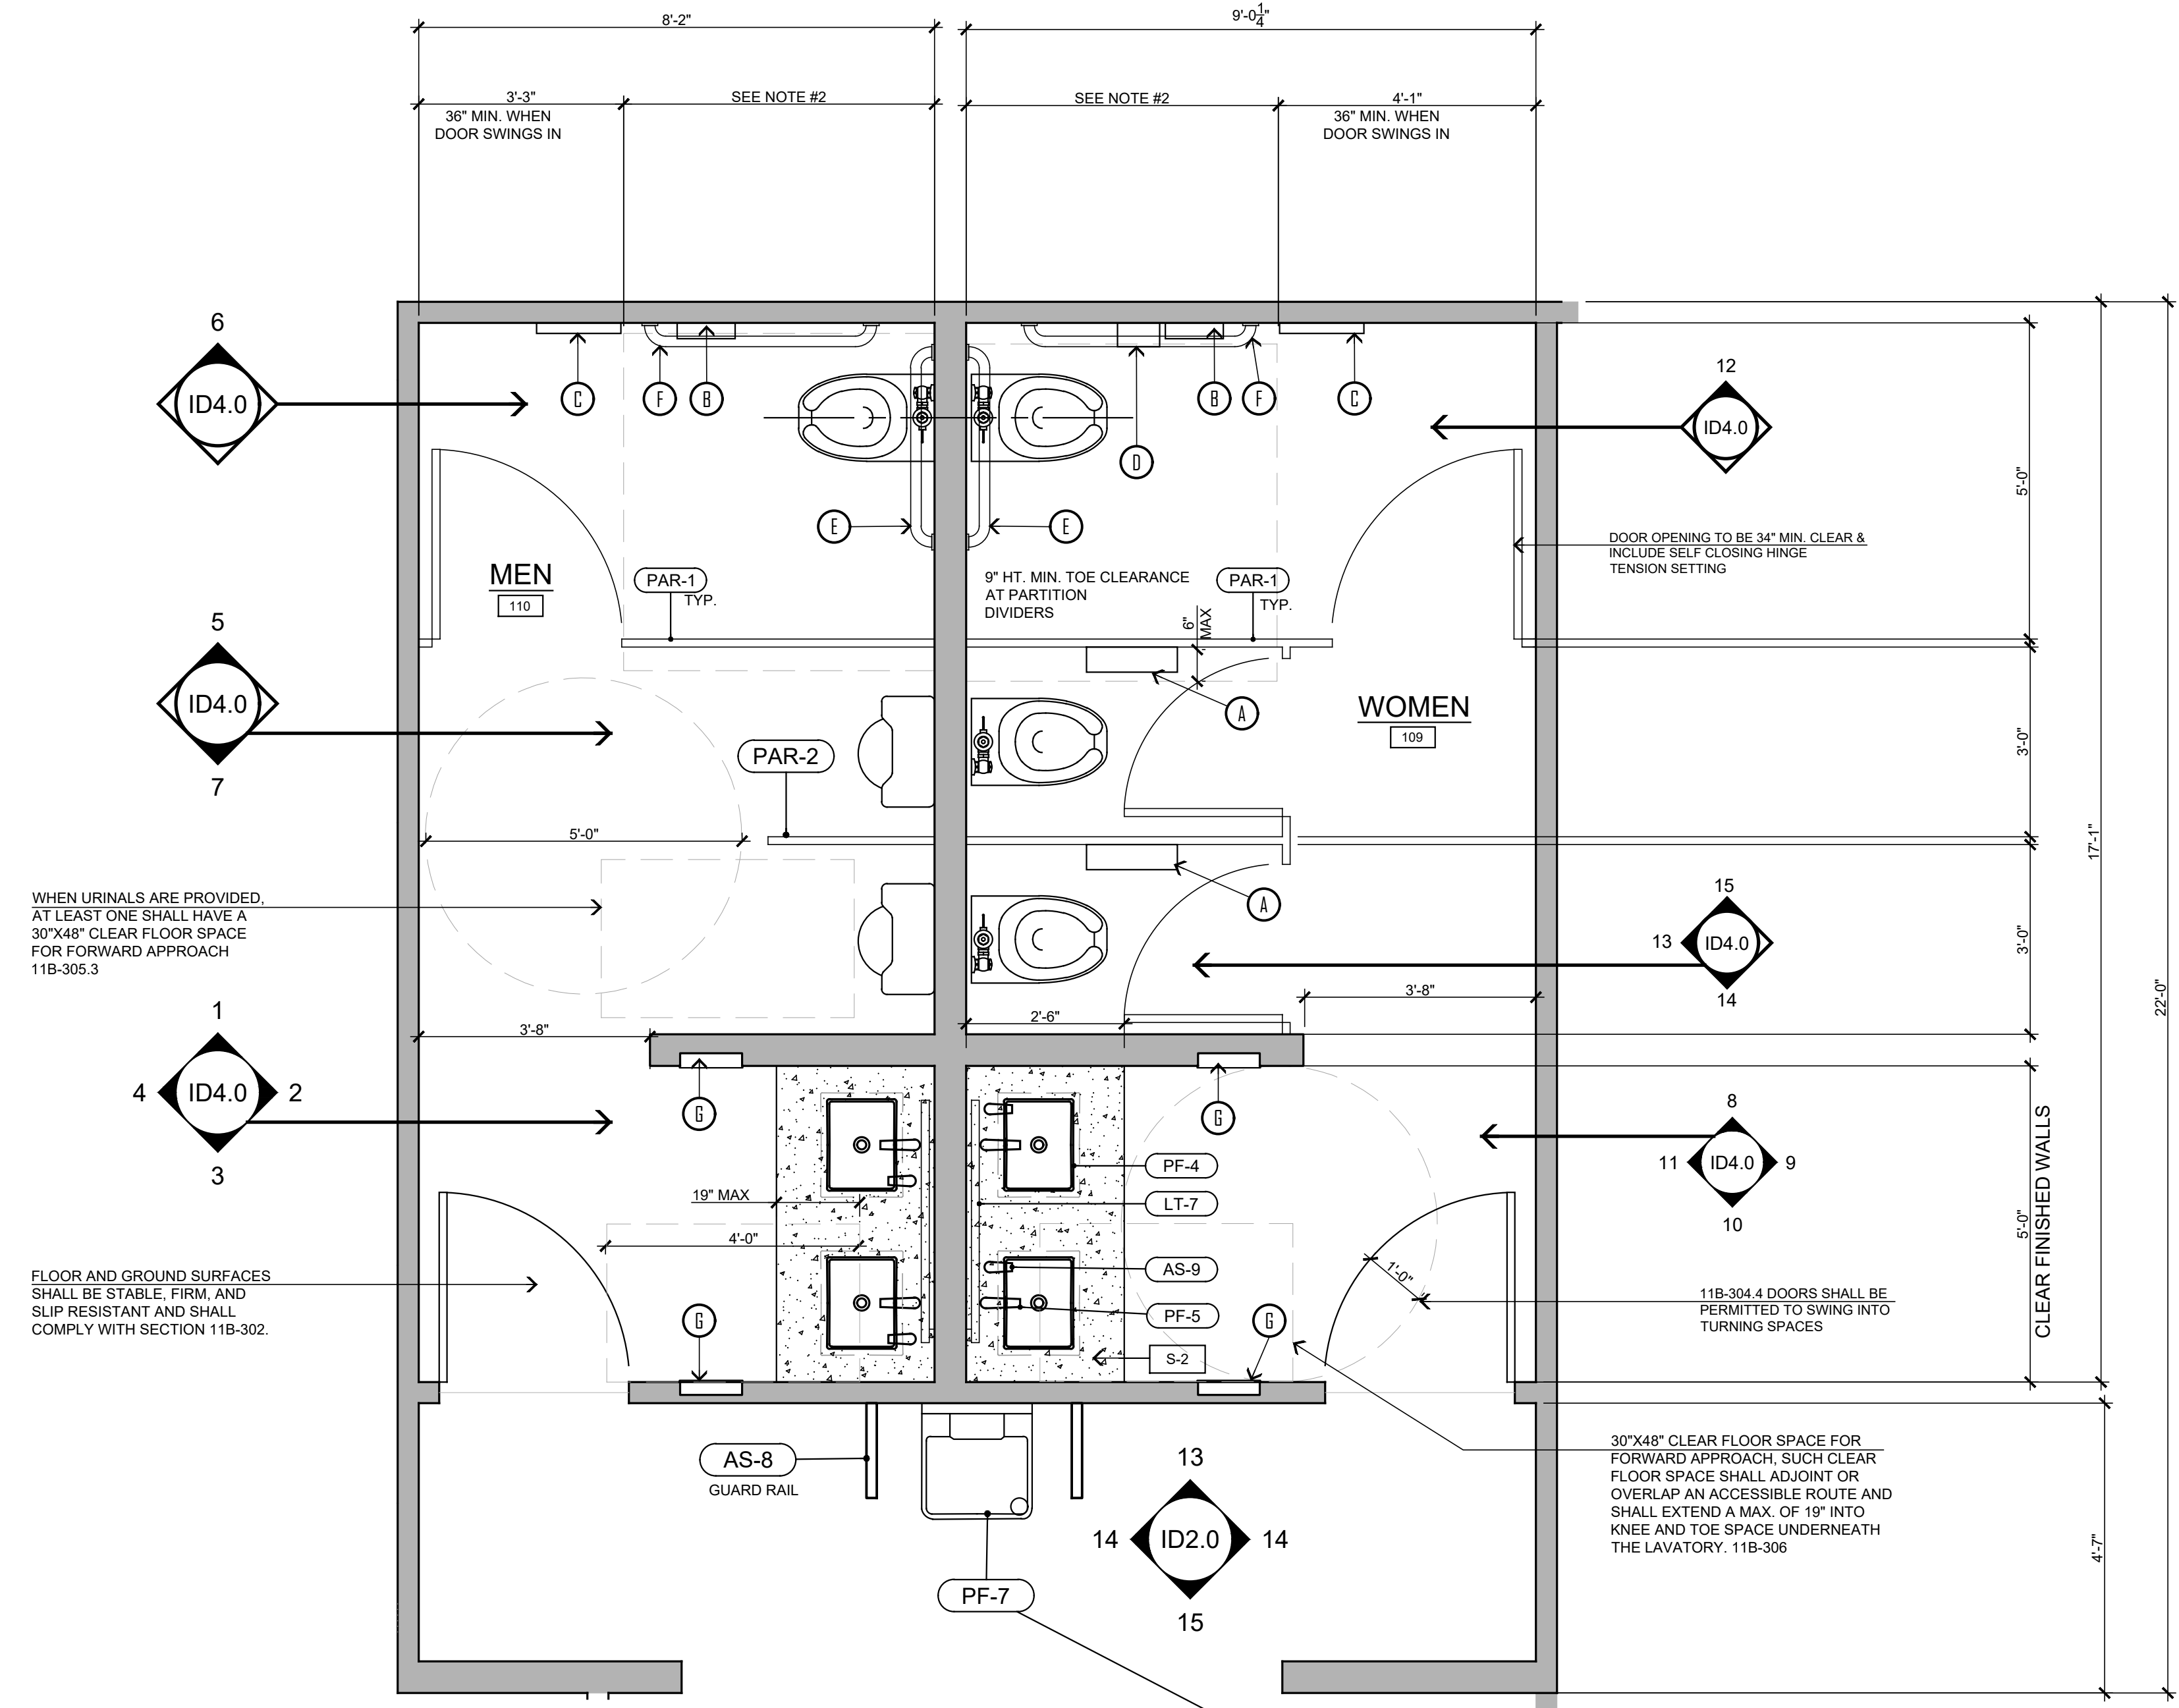 8'-2"
9'-0 1/4"
3'-3"
36" MIN. WHEN
DOOR SWINGS IN
SEE NOTE #2
SEE NOTE #2
4'-1"
36" MIN. WHEN
DOOR SWINGS IN
6
ID4.0
C
F
B
D
B
F
C
12
ID4.0
E
E
5'-0"
DOOR OPENING TO BE 34" MIN. CLEAR &
INCLUDE SELF CLOSING HINGE
TENSION SETTING
MEN
110
PAR-1
TYP.
9" HT. MIN. TOE CLEARANCE
AT PARTITION
DIVIDERS
PAR-1
TYP.
6"
MAX
5
ID4.0
7
A
WOMEN
109
3'-0"
PAR-2
5'-0"
17'-1"
WHEN URINALS ARE PROVIDED,
AT LEAST ONE SHALL HAVE A
30"X48" CLEAR FLOOR SPACE
FOR FORWARD APPROACH
11B-305.3
A
15
13
ID4.0
14
3'-0"
22'-0"
3'-8"
2'-6"
3'-8"
1
4
ID4.0
2
3
G
G
8
11
ID4.0
9
10
PF-4
LT-7
AS-9
PF-5
S-2
19" MAX
4'-0"
5'-0"
CLEAR FINISHED WALLS
1'-0"
FLOOR AND GROUND SURFACES
SHALL BE STABLE, FIRM, AND
SLIP RESISTANT AND SHALL
COMPLY WITH SECTION 11B-302.
G
G
11B-304.4 DOORS SHALL BE
PERMITTED TO SWING INTO
TURNING SPACES
AS-8
GUARD RAIL
PF-7
13
14
ID2.0
14
15
30"X48" CLEAR FLOOR SPACE FOR
FORWARD APPROACH, SUCH CLEAR
FLOOR SPACE SHALL ADJOINT OR
OVERLAP AN ACCESSIBLE ROUTE AND
SHALL EXTEND A MAX. OF 19" INTO
KNEE AND TOE SPACE UNDERNEATH
THE LAVATORY. 11B-306
4'-7"